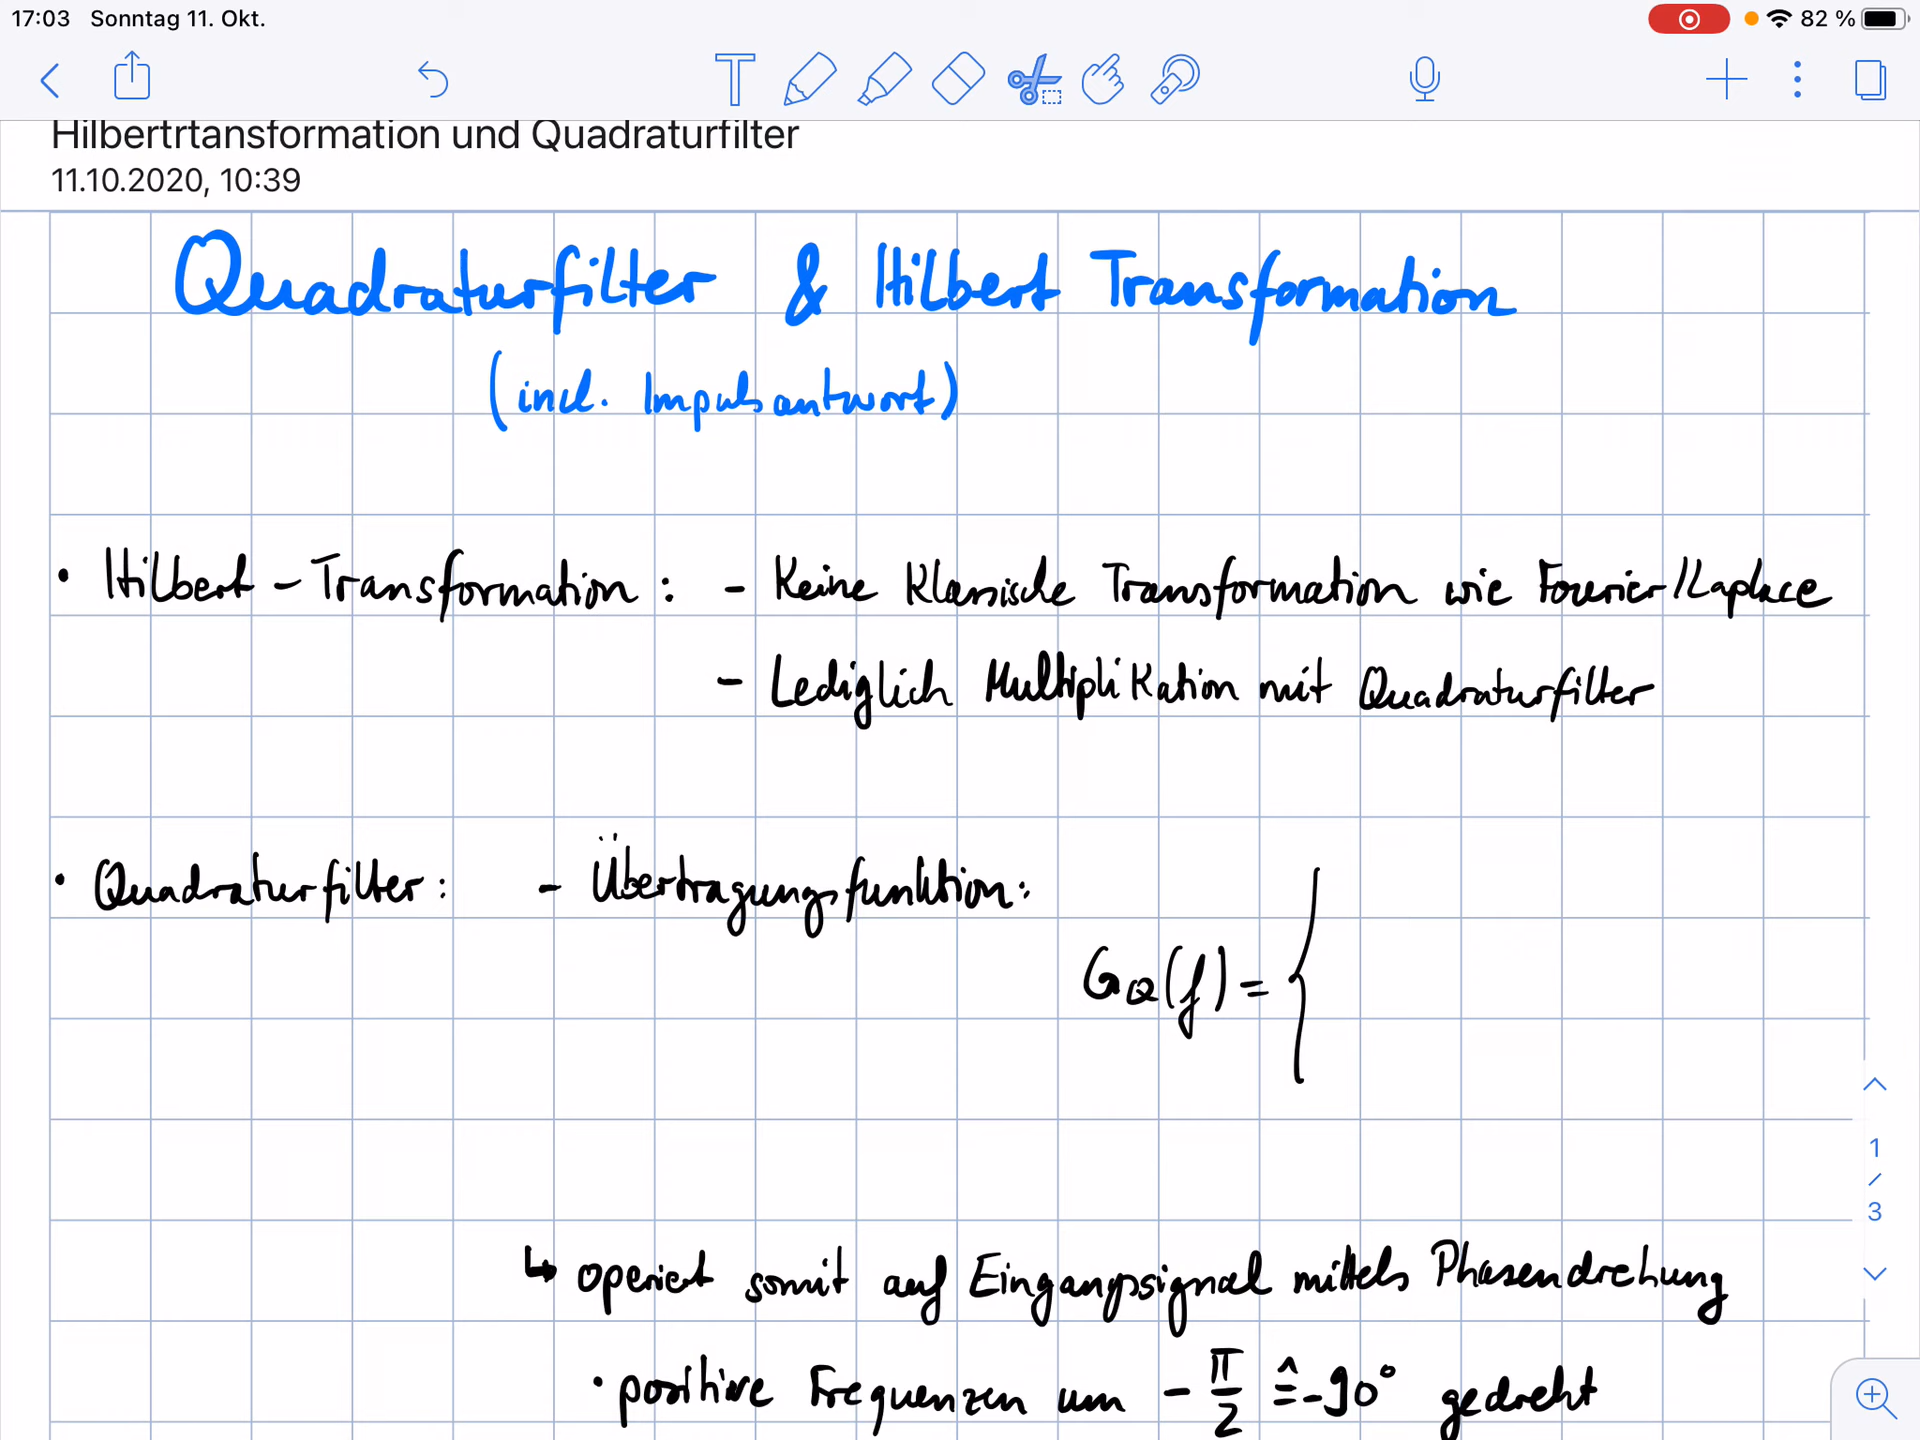 17:03 Sonntag 11. Okt. 82 %
Hilbertrtansformation und Quadraturfilter
11.10.2020, 10:39
Quadraturfilter & Hilbert Transformation
(incl. Impulsantwort)
• Hilbert - Transformation : - Keine Klassische Transformation wie Fourier/Laplace
- Lediglich Multiplikation mit Quadraturfilter
• Quadraturfilter : - Übertragungsfunktion :
G_Q(f) = {
1
/
3
↳ operiert somit auf Eingangssignal mittels Phasendrehung
• positive Frequenzen um - π/2 ≙ -90° gedreht